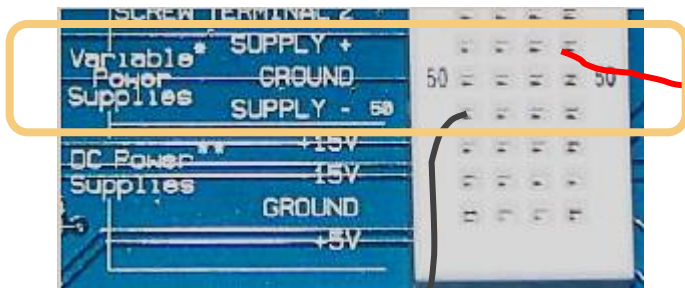 SCREW TERMINAL 2
Variable* SUPPLY +
Power GROUND 50 50
Supplies SUPPLY - 50
DC Power** +15V
Supplies -15V
GROUND
+5V